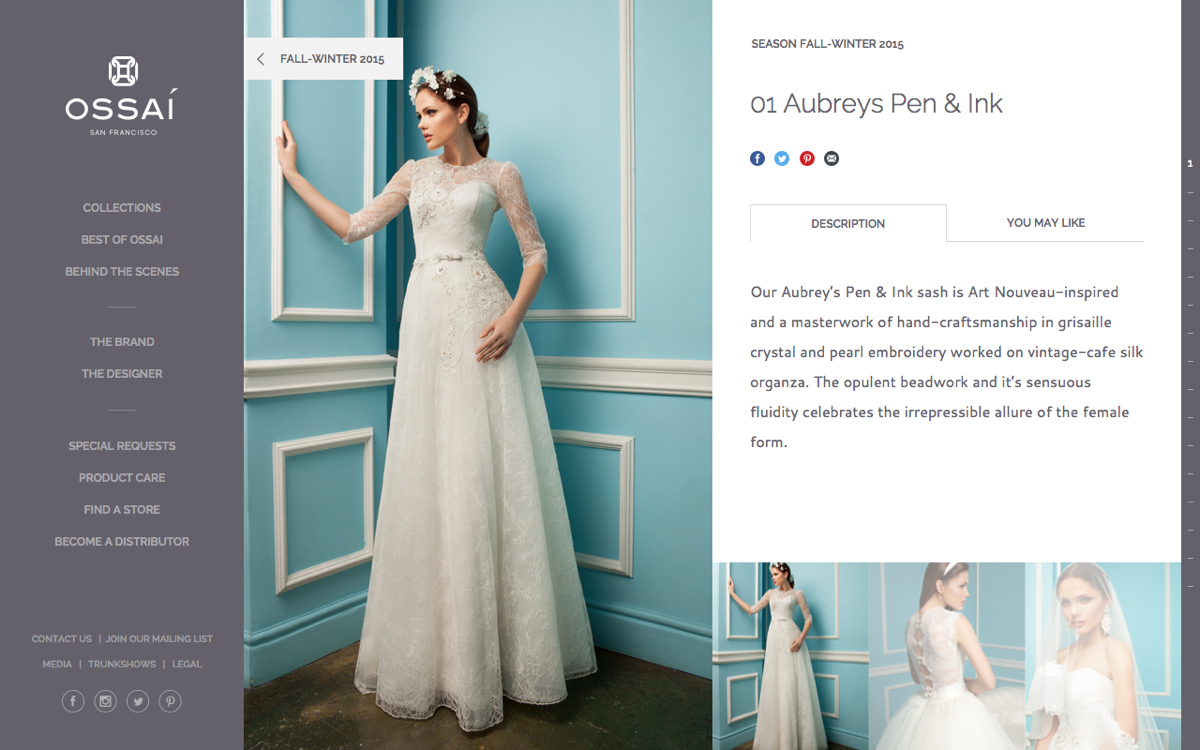 OSSAÍ
SAN FRANCISCO
COLLECTIONS
BEST OF OSSAI
BEHIND THE SCENES
THE BRAND
THE DESIGNER
SPECIAL REQUESTS
PRODUCT CARE
FIND A STORE
BECOME A DISTRIBUTOR
CONTACT US | JOIN OUR MAILING LIST
MEDIA | TRUNKSHOWS | LEGAL
FALL-WINTER 2015
SEASON FALL-WINTER 2015
01 Aubreys Pen & Ink
DESCRIPTION
YOU MAY LIKE
Our Aubrey's Pen & Ink sash is Art Nouveau-inspired
and a masterwork of hand-craftsmanship in grisaille
crystal and pearl embroidery worked on vintage-cafe silk
organza. The opulent beadwork and it's sensuous
fluidity celebrates the irrepressible allure of the female
form.
1